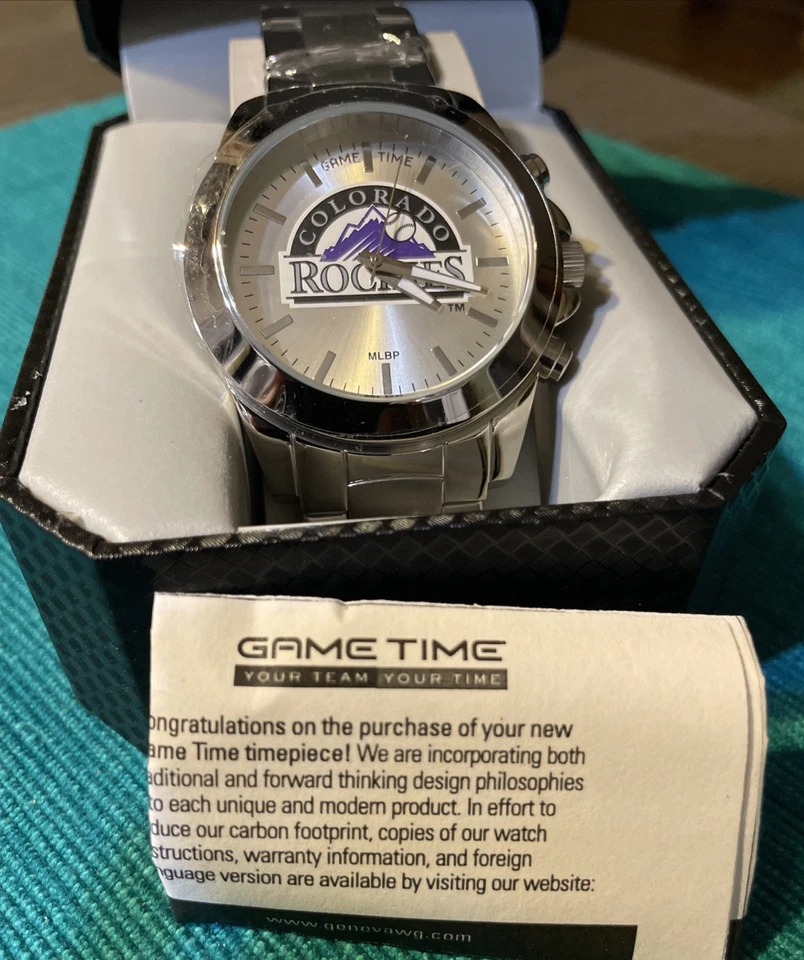 GAME TIME
COLORADO
ROCKIES
TM
MLBP
GAME TIME
YOUR TEAM YOUR TIME
ongratulations on the purchase of your new
ame Time timepiece! We are incorporating both
aditional and forward thinking design philosophies
to each unique and modern product. In effort to
duce our carbon footprint, copies of our watch
structions, warranty information, and foreign
nguage version are available by visiting our website:
www.genevawg.com